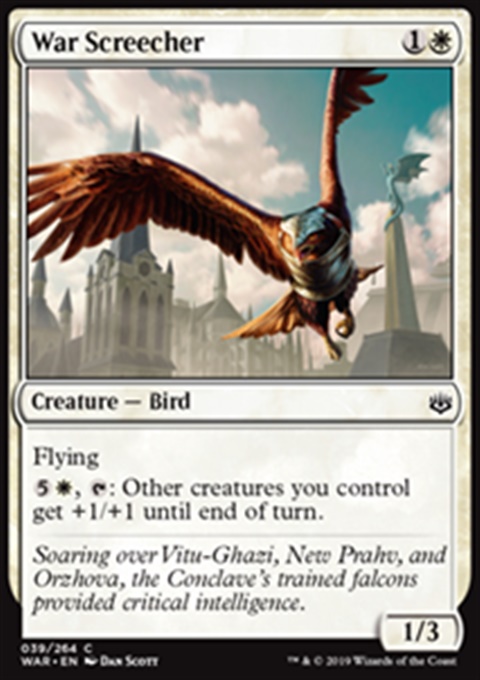 War Screecher 1
Creature — Bird
Flying
5, : Other creatures you control
get +1/+1 until end of turn.
Soaring over Vitu-Ghazi, New Prahv, and
Orzhova, the Conclave's trained falcons
provided critical intelligence.
1/3
039/264 C
WAR • EN Dan Scott
™ & © 2019 Wizards of the Coast